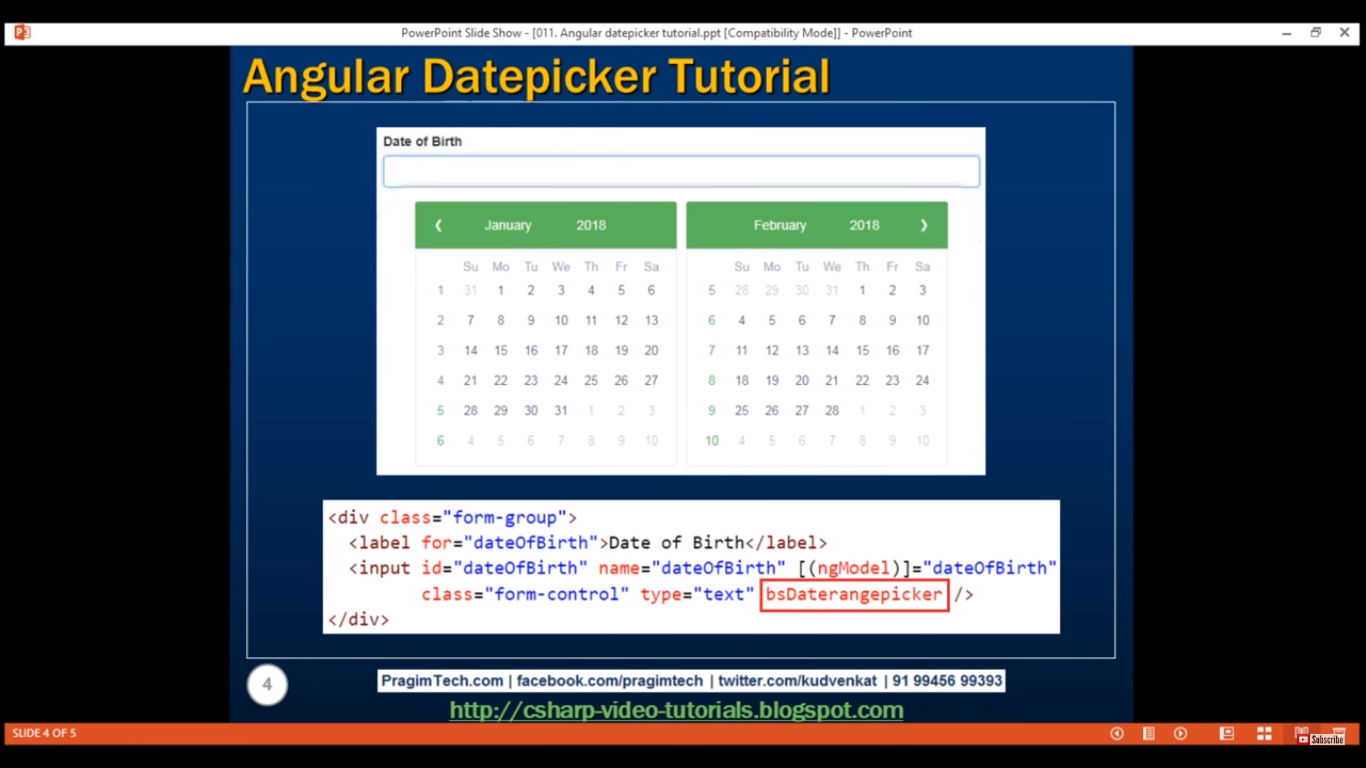 PowerPoint Slide Show - [011. Angular datepicker tutorial.ppt [Compatibility Mode]] - PowerPoint
Angular Datepicker Tutorial
Date of Birth
❮ January 2018 February 2018 ❯
Su Mo Tu We Th Fr Sa Su Mo Tu We Th Fr Sa
1 31 1 2 3 4 5 6 5 28 29 30 31 1 2 3
2 7 8 9 10 11 12 13 6 4 5 6 7 8 9 10
3 14 15 16 17 18 19 20 7 11 12 13 14 15 16 17
4 21 22 23 24 25 26 27 8 18 19 20 21 22 23 24
5 28 29 30 31 1 2 3 9 25 26 27 28 1 2 3
6 4 5 6 7 8 9 10 10 4 5 6 7 8 9 10
<div class="form-group">
<label for="dateOfBirth">Date of Birth</label>
<input id="dateOfBirth" name="dateOfBirth" [(ngModel)]="dateOfBirth"
class="form-control" type="text" bsDaterangepicker />
</div>
4
PragimTech.com | facebook.com/pragimtech | twitter.com/kudvenkat | 91 99456 99393
http://csharp-video-tutorials.blogspot.com
SLIDE 4 OF 5
Subscribe